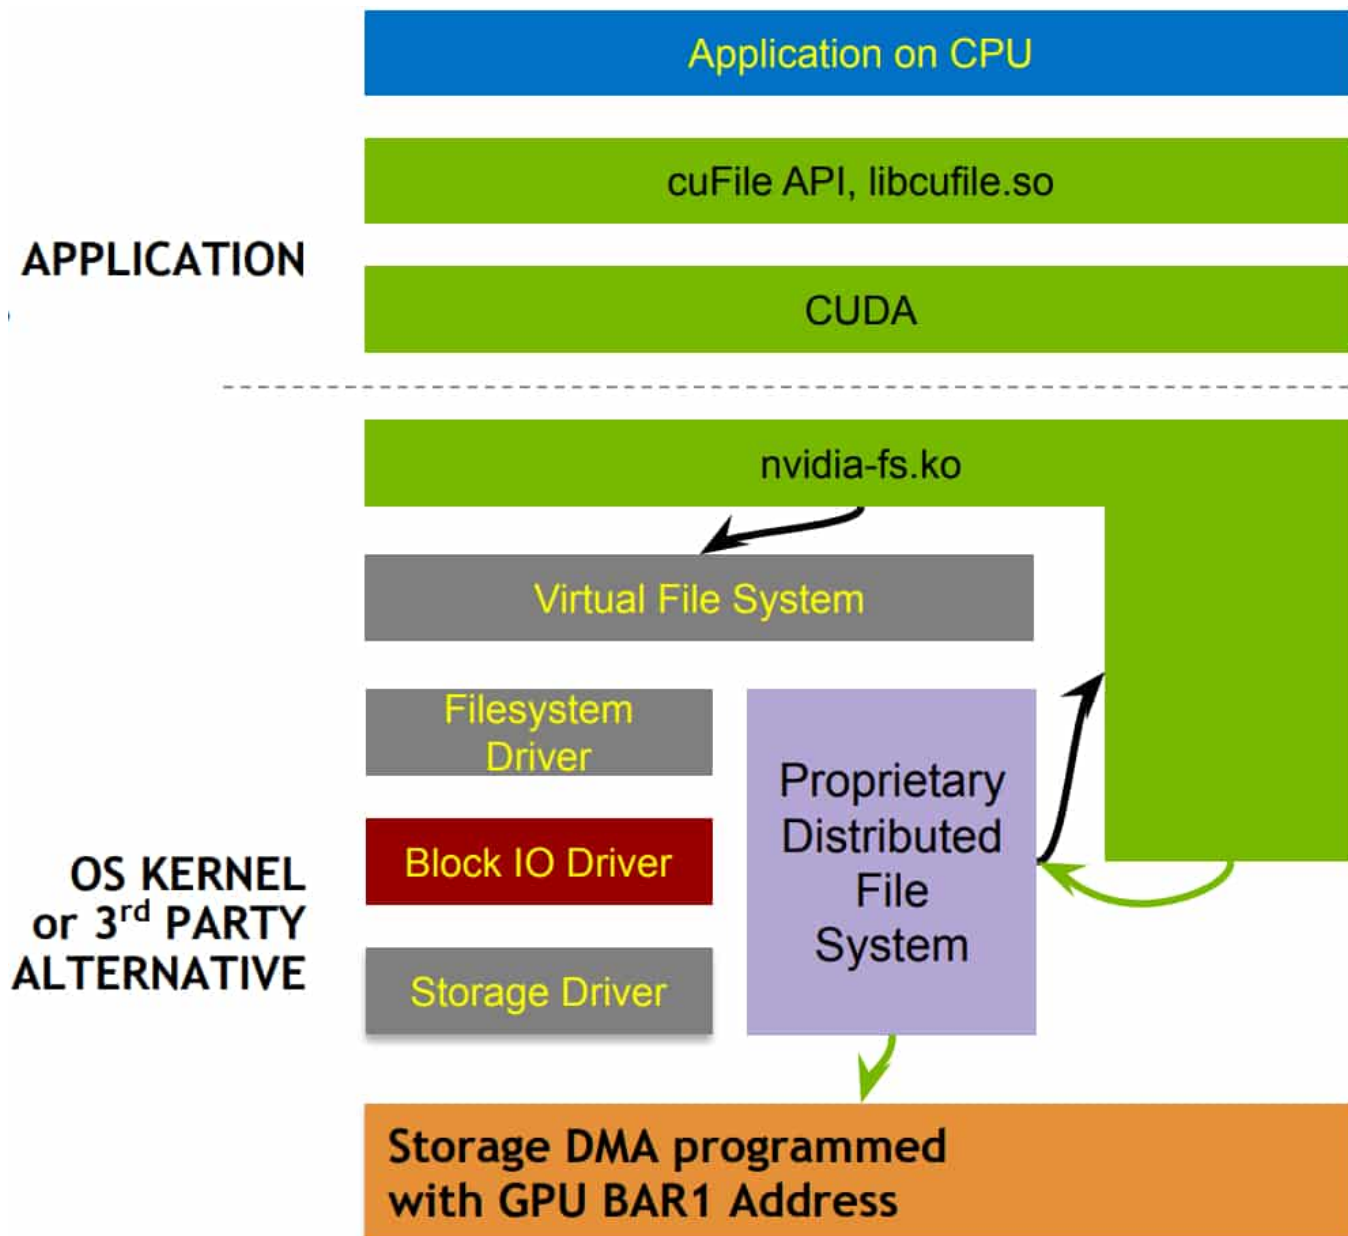 Application on CPU
cuFile API, libcufile.so
APPLICATION
CUDA
nvidia-fs.ko
Virtual File System
Filesystem
Driver
Proprietary
Distributed
File
System
Block IO Driver
OS KERNEL
or 3rd PARTY
ALTERNATIVE
Storage Driver
Storage DMA programmed
with GPU BAR1 Address